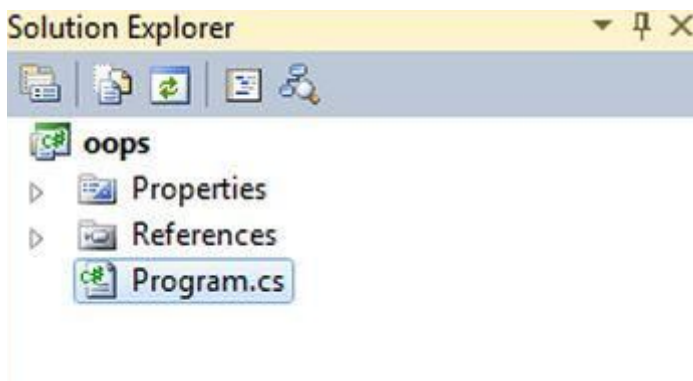 Solution Explorer
oops
Properties
References
Program.cs